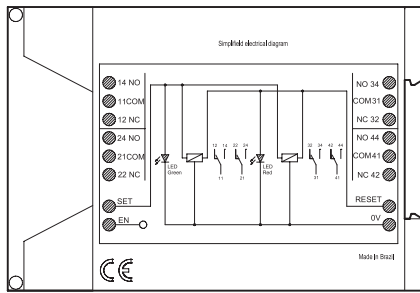 Simplifield electrical diagram
14 NO
11COM
12 NC
24 NO
21COM
22 NC
SET
EN
NO 34
COM31
NC 32
NO 44
COM41
NC 42
RESET
0V
12 14
11
22 24
21
32 34
31
42 44
41
LED
Green
LED
Red
CE
Made in Brazil